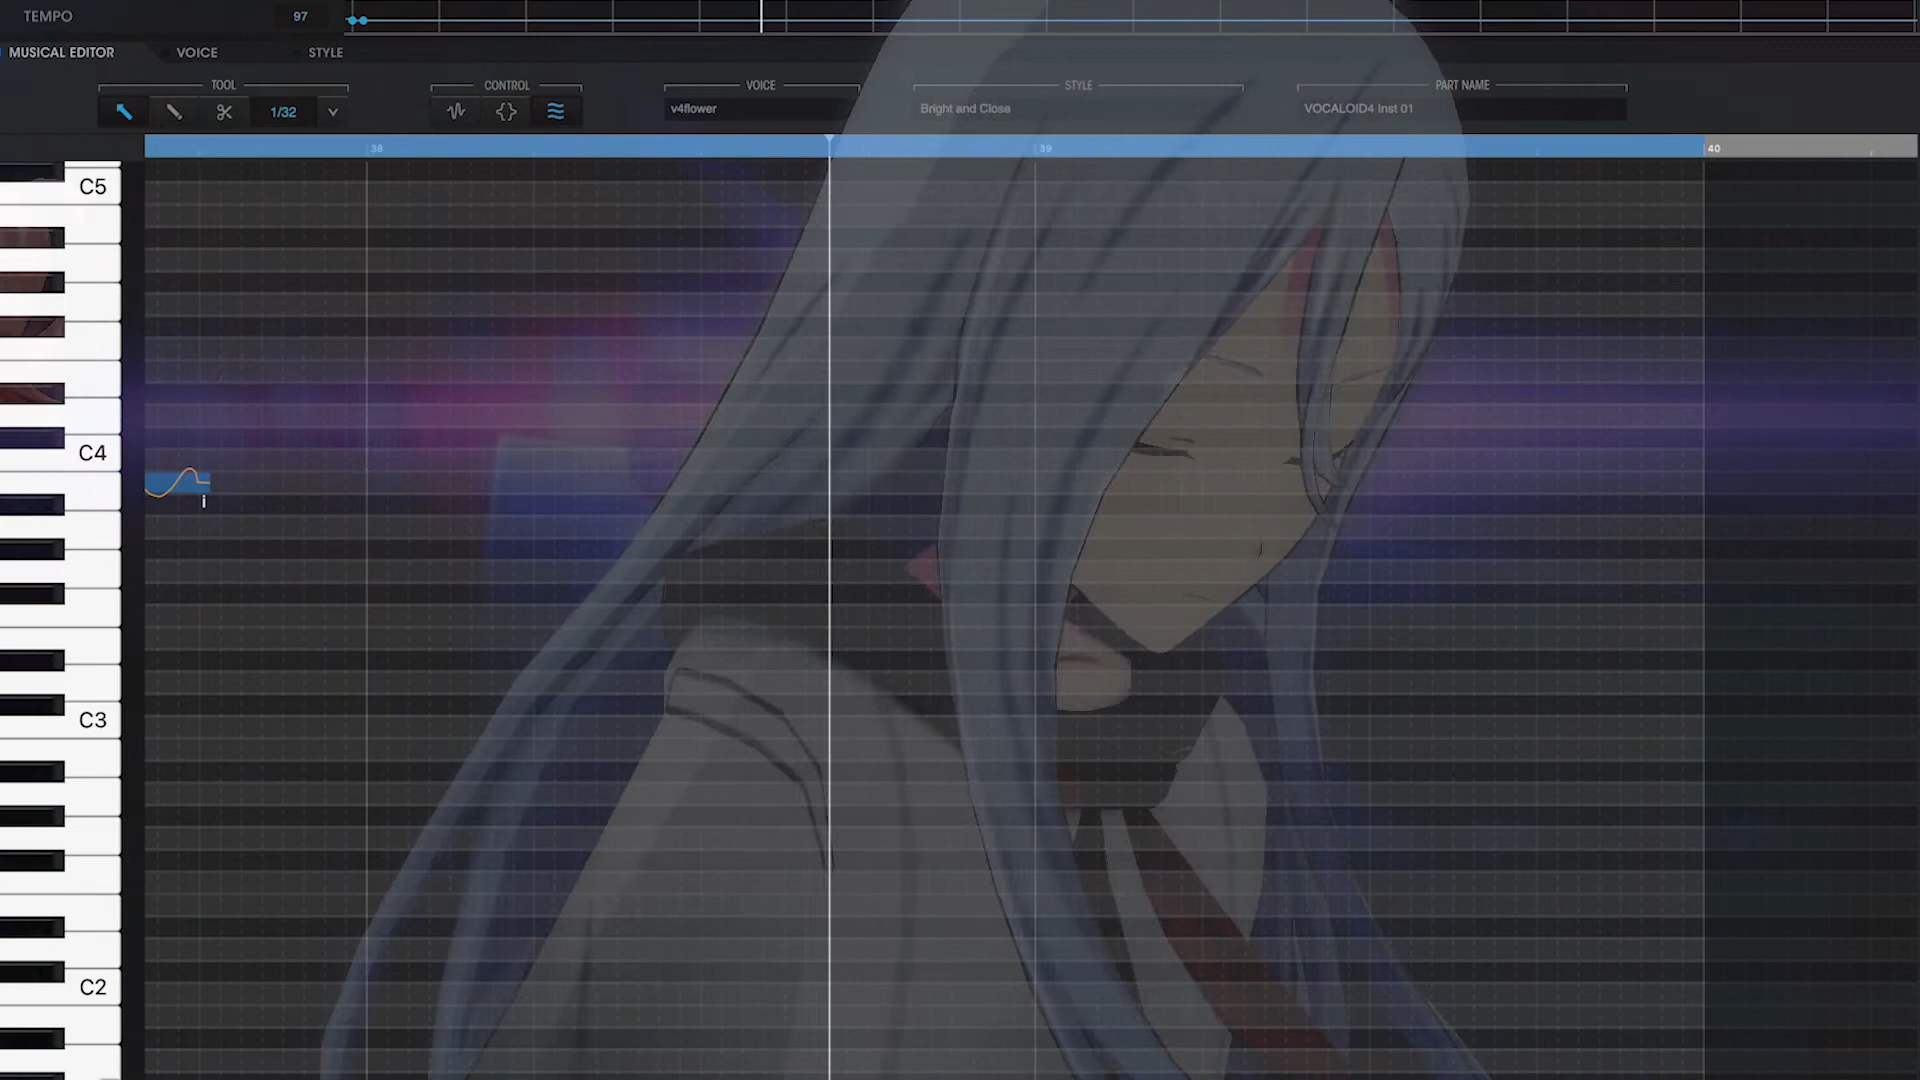 TEMPO 97
MUSICAL EDITOR VOICE STYLE
TOOL CONTROL VOICE STYLE PART NAME
1/32 v4flower Bright and Close VOCALOID4 Inst 01
38 39 40
C5
C4
i
C3
C2